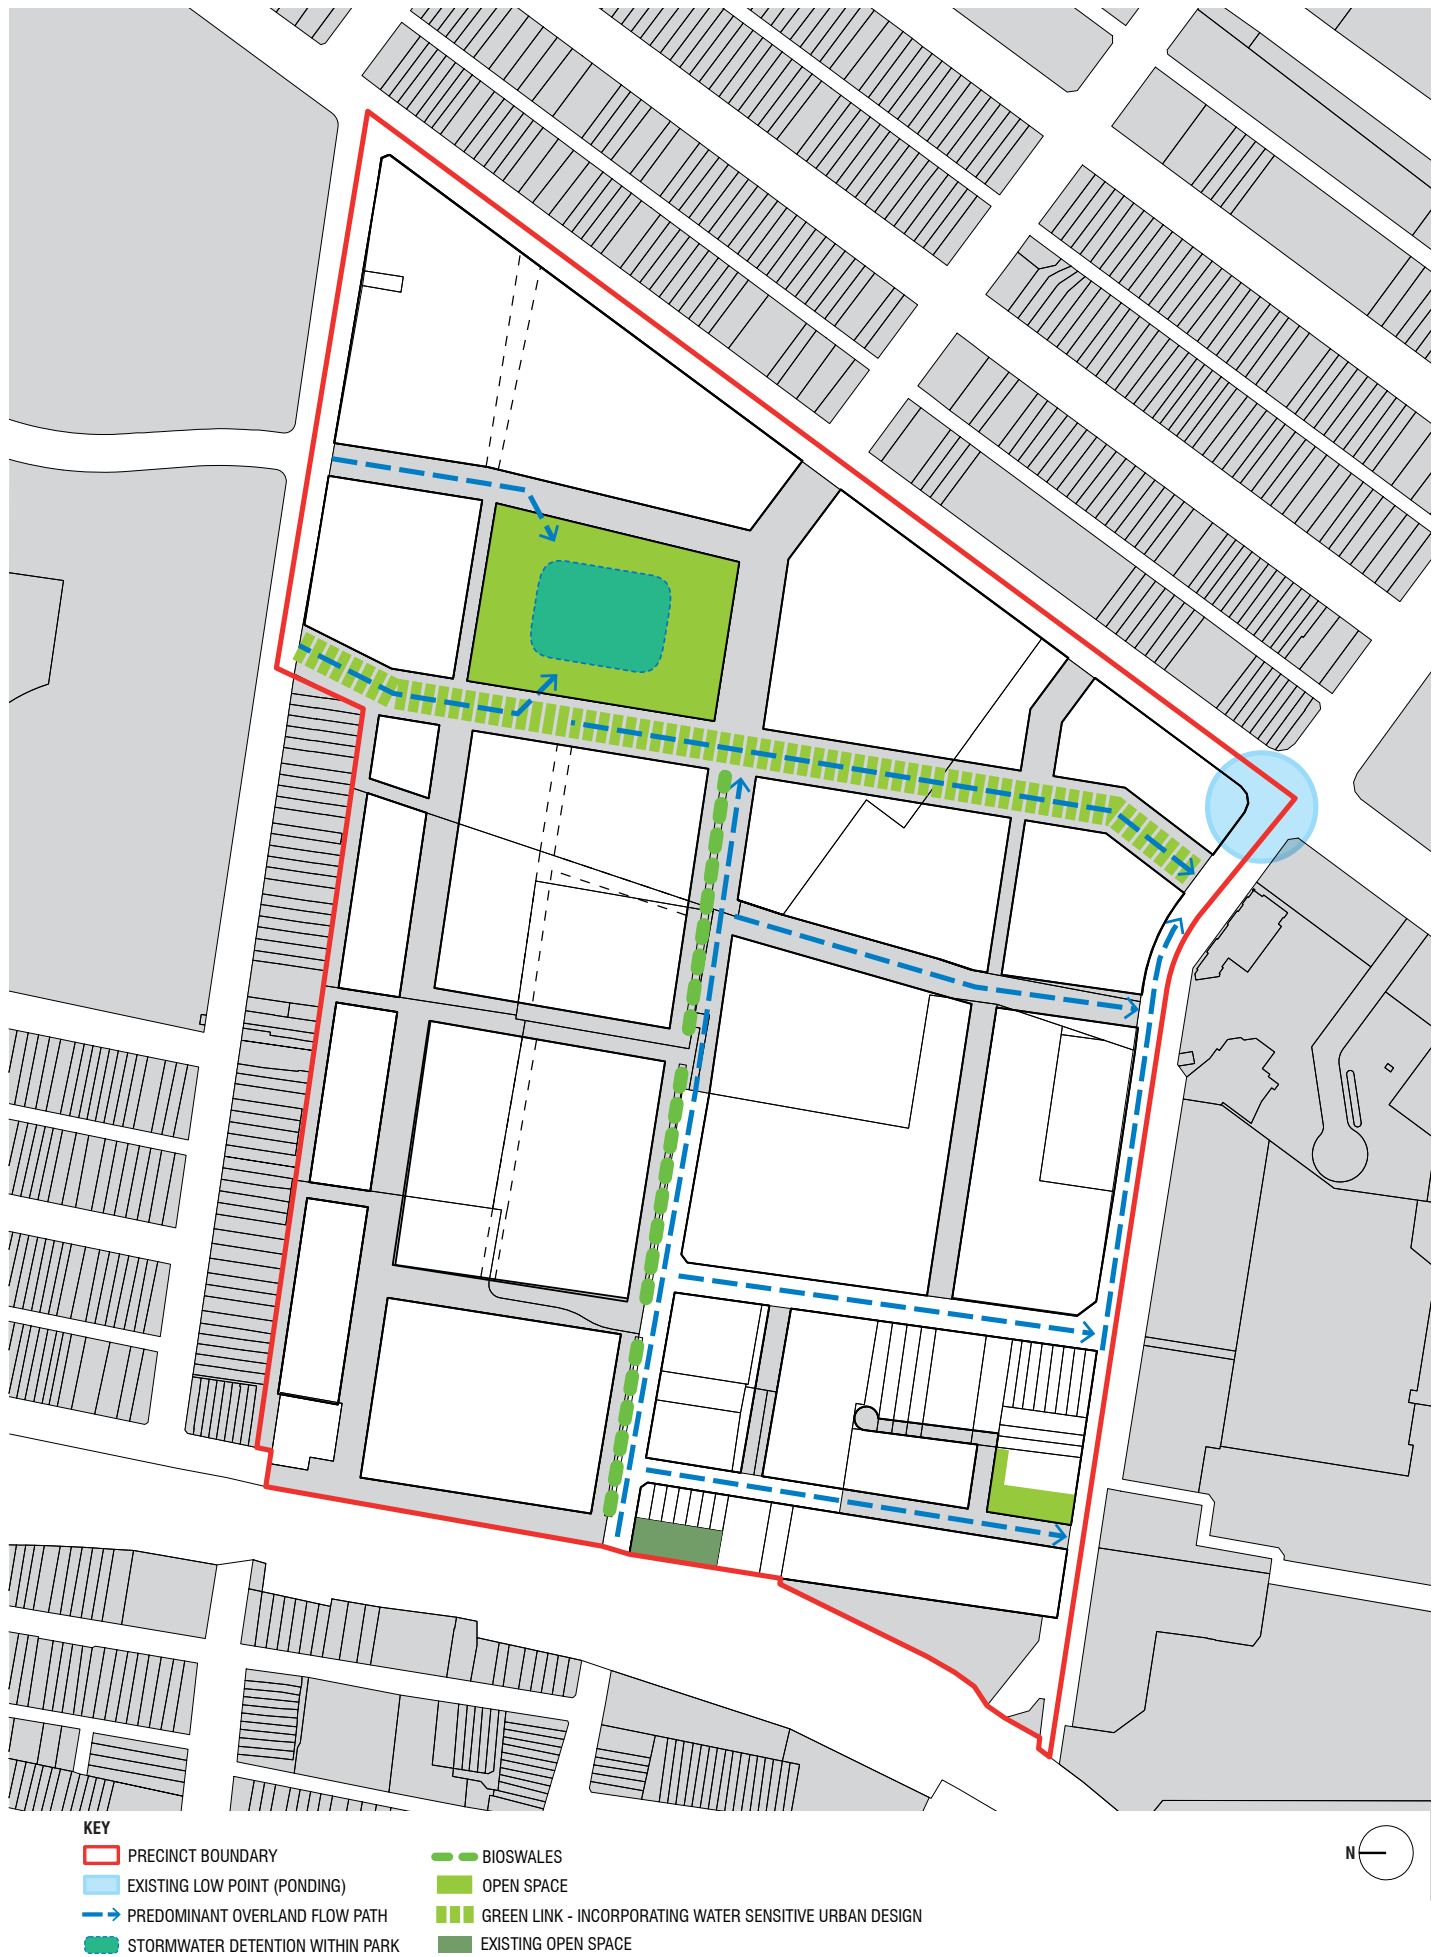 KEY
PRECINCT BOUNDARY
EXISTING LOW POINT (PONDING)
PREDOMINANT OVERLAND FLOW PATH
STORMWATER DETENTION WITHIN PARK
BIOSWALES
OPEN SPACE
GREEN LINK - INCORPORATING WATER SENSITIVE URBAN DESIGN
EXISTING OPEN SPACE
N